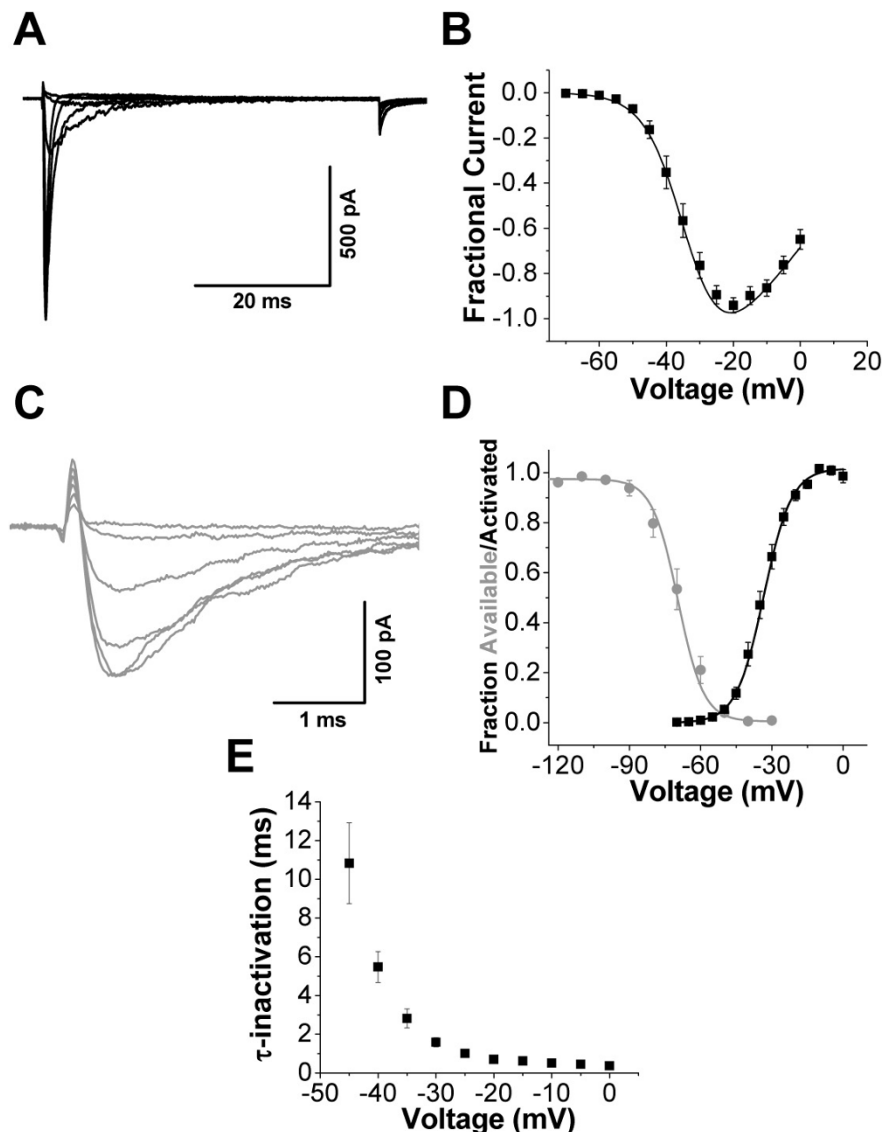 A
500 pA
20 ms
B
Fractional Current
0.0
-0.2
-0.4
-0.6
-0.8
-1.0
-60 -40 -20 0 20
Voltage (mV)
C
100 pA
1 ms
D
Fraction Available/Activated
1.0
0.8
0.6
0.4
0.2
0.0
-120 -90 -60 -30 0
Voltage (mV)
E
τ-inactivation (ms)
14
12
10
8
6
4
2
0
-50 -40 -30 -20 -10 0
Voltage (mV)